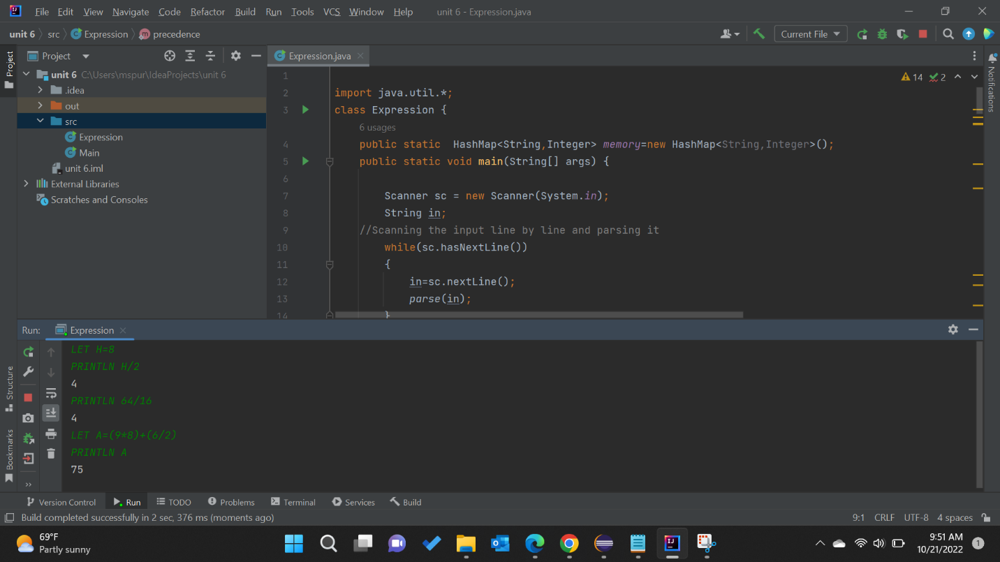 File Edit View Navigate Code Refactor Build Run Tools VCS Window Help unit 6 - Expression.java
unit 6 src Expression m precedence
Current File
Project
Project
Expression.java
unit 6 C:\Users\mspur\IdeaProjects\unit 6
.idea
out
src
Expression
Main
unit 6.iml
External Libraries
Scratches and Consoles
14 2
Notifications
1
2 import java.util.*;
3 class Expression {
6 usages
4 public static  HashMap<String,Integer> memory=new HashMap<String,Integer>();
5 public static void main(String[] args) {
6
7 Scanner sc = new Scanner(System.in);
8 String in;
9 //Scanning the input line by line and parsing it
10 while(sc.hasNextLine())
11 {
12 in=sc.nextLine();
13 parse(in);
14 }
Run: Expression
LET H=8
PRINTLN H/2
4
PRINTLN 64/16
4
LET A=(9*8)+(6/2)
PRINTLN A
75
Structure
Bookmarks
Version Control Run TODO Problems Terminal Services Build
Build completed successfully in 2 sec, 376 ms (moments ago) 9:1 CRLF UTF-8 4 spaces
69°F
Partly sunny
9:51 AM
10/21/2022
1